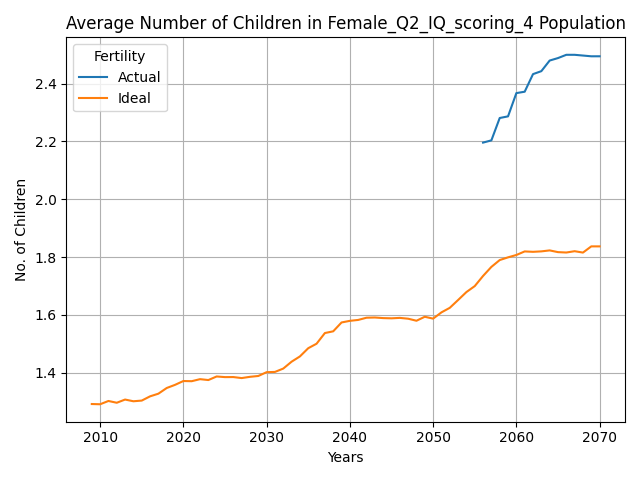 Average Number of Children in Female_Q2_IQ_scoring_4 Population
Fertility
Actual
Ideal
No. of Children
2.4
2.2
2.0
1.8
1.6
1.4
2010 2020 2030 2040 2050 2060 2070
Years